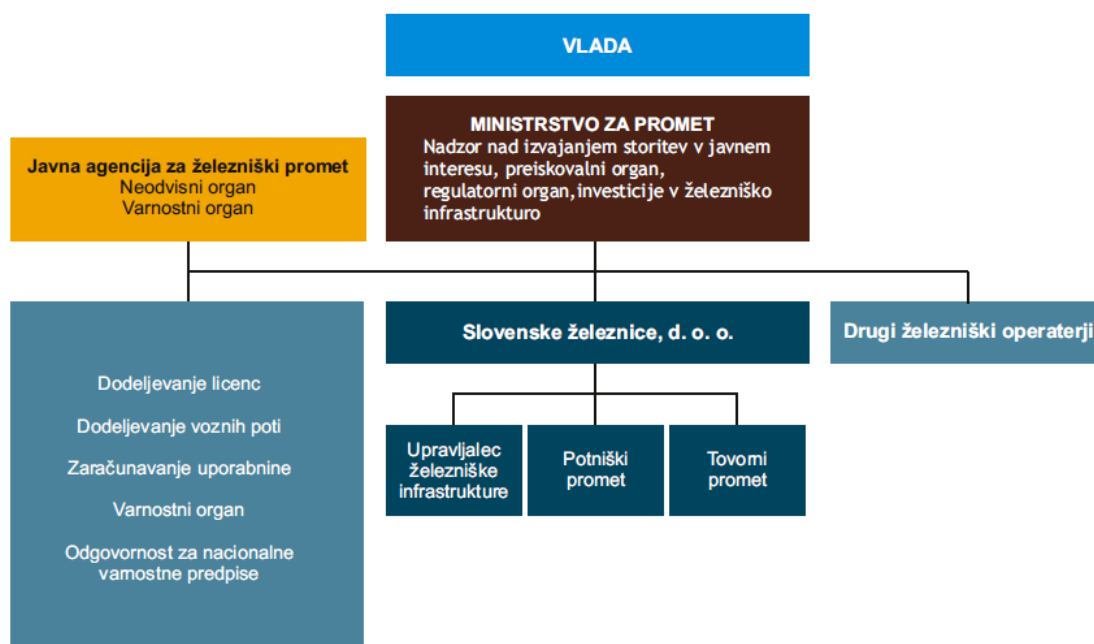 VLADA
MINISTRSTVO ZA PROMET
Nadzor nad izvajanjem storitev v javnem
interesu, preiskovalni organ,
regulatorni organ,investicije v železniško
infrastrukturo
Javna agencija za železniški promet
Neodvisni organ
Varnostni organ
Dodeljevanje licenc
Dodeljevanje voznih poti
Zaračunavanje uporabnine
Varnostni organ
Odgovornost za nacionalne
varnostne predpise
Slovenske železnice, d. o. o.
Upravljalec
železniške
infrastrukture
Potniški
promet
Tovorni
promet
Drugi železniški operaterji